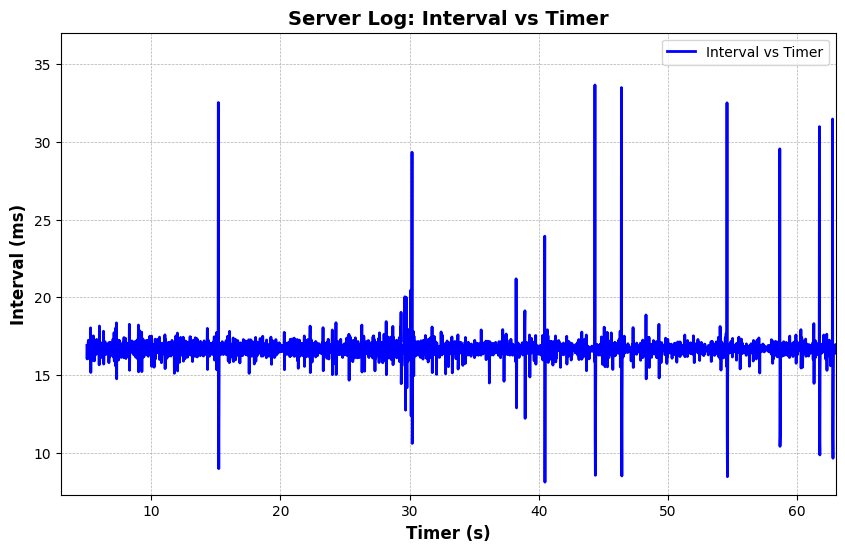 Server Log: Interval vs Timer
Interval vs Timer
Interval (ms)
35
30
25
20
15
10
10 20 30 40 50 60
Timer (s)